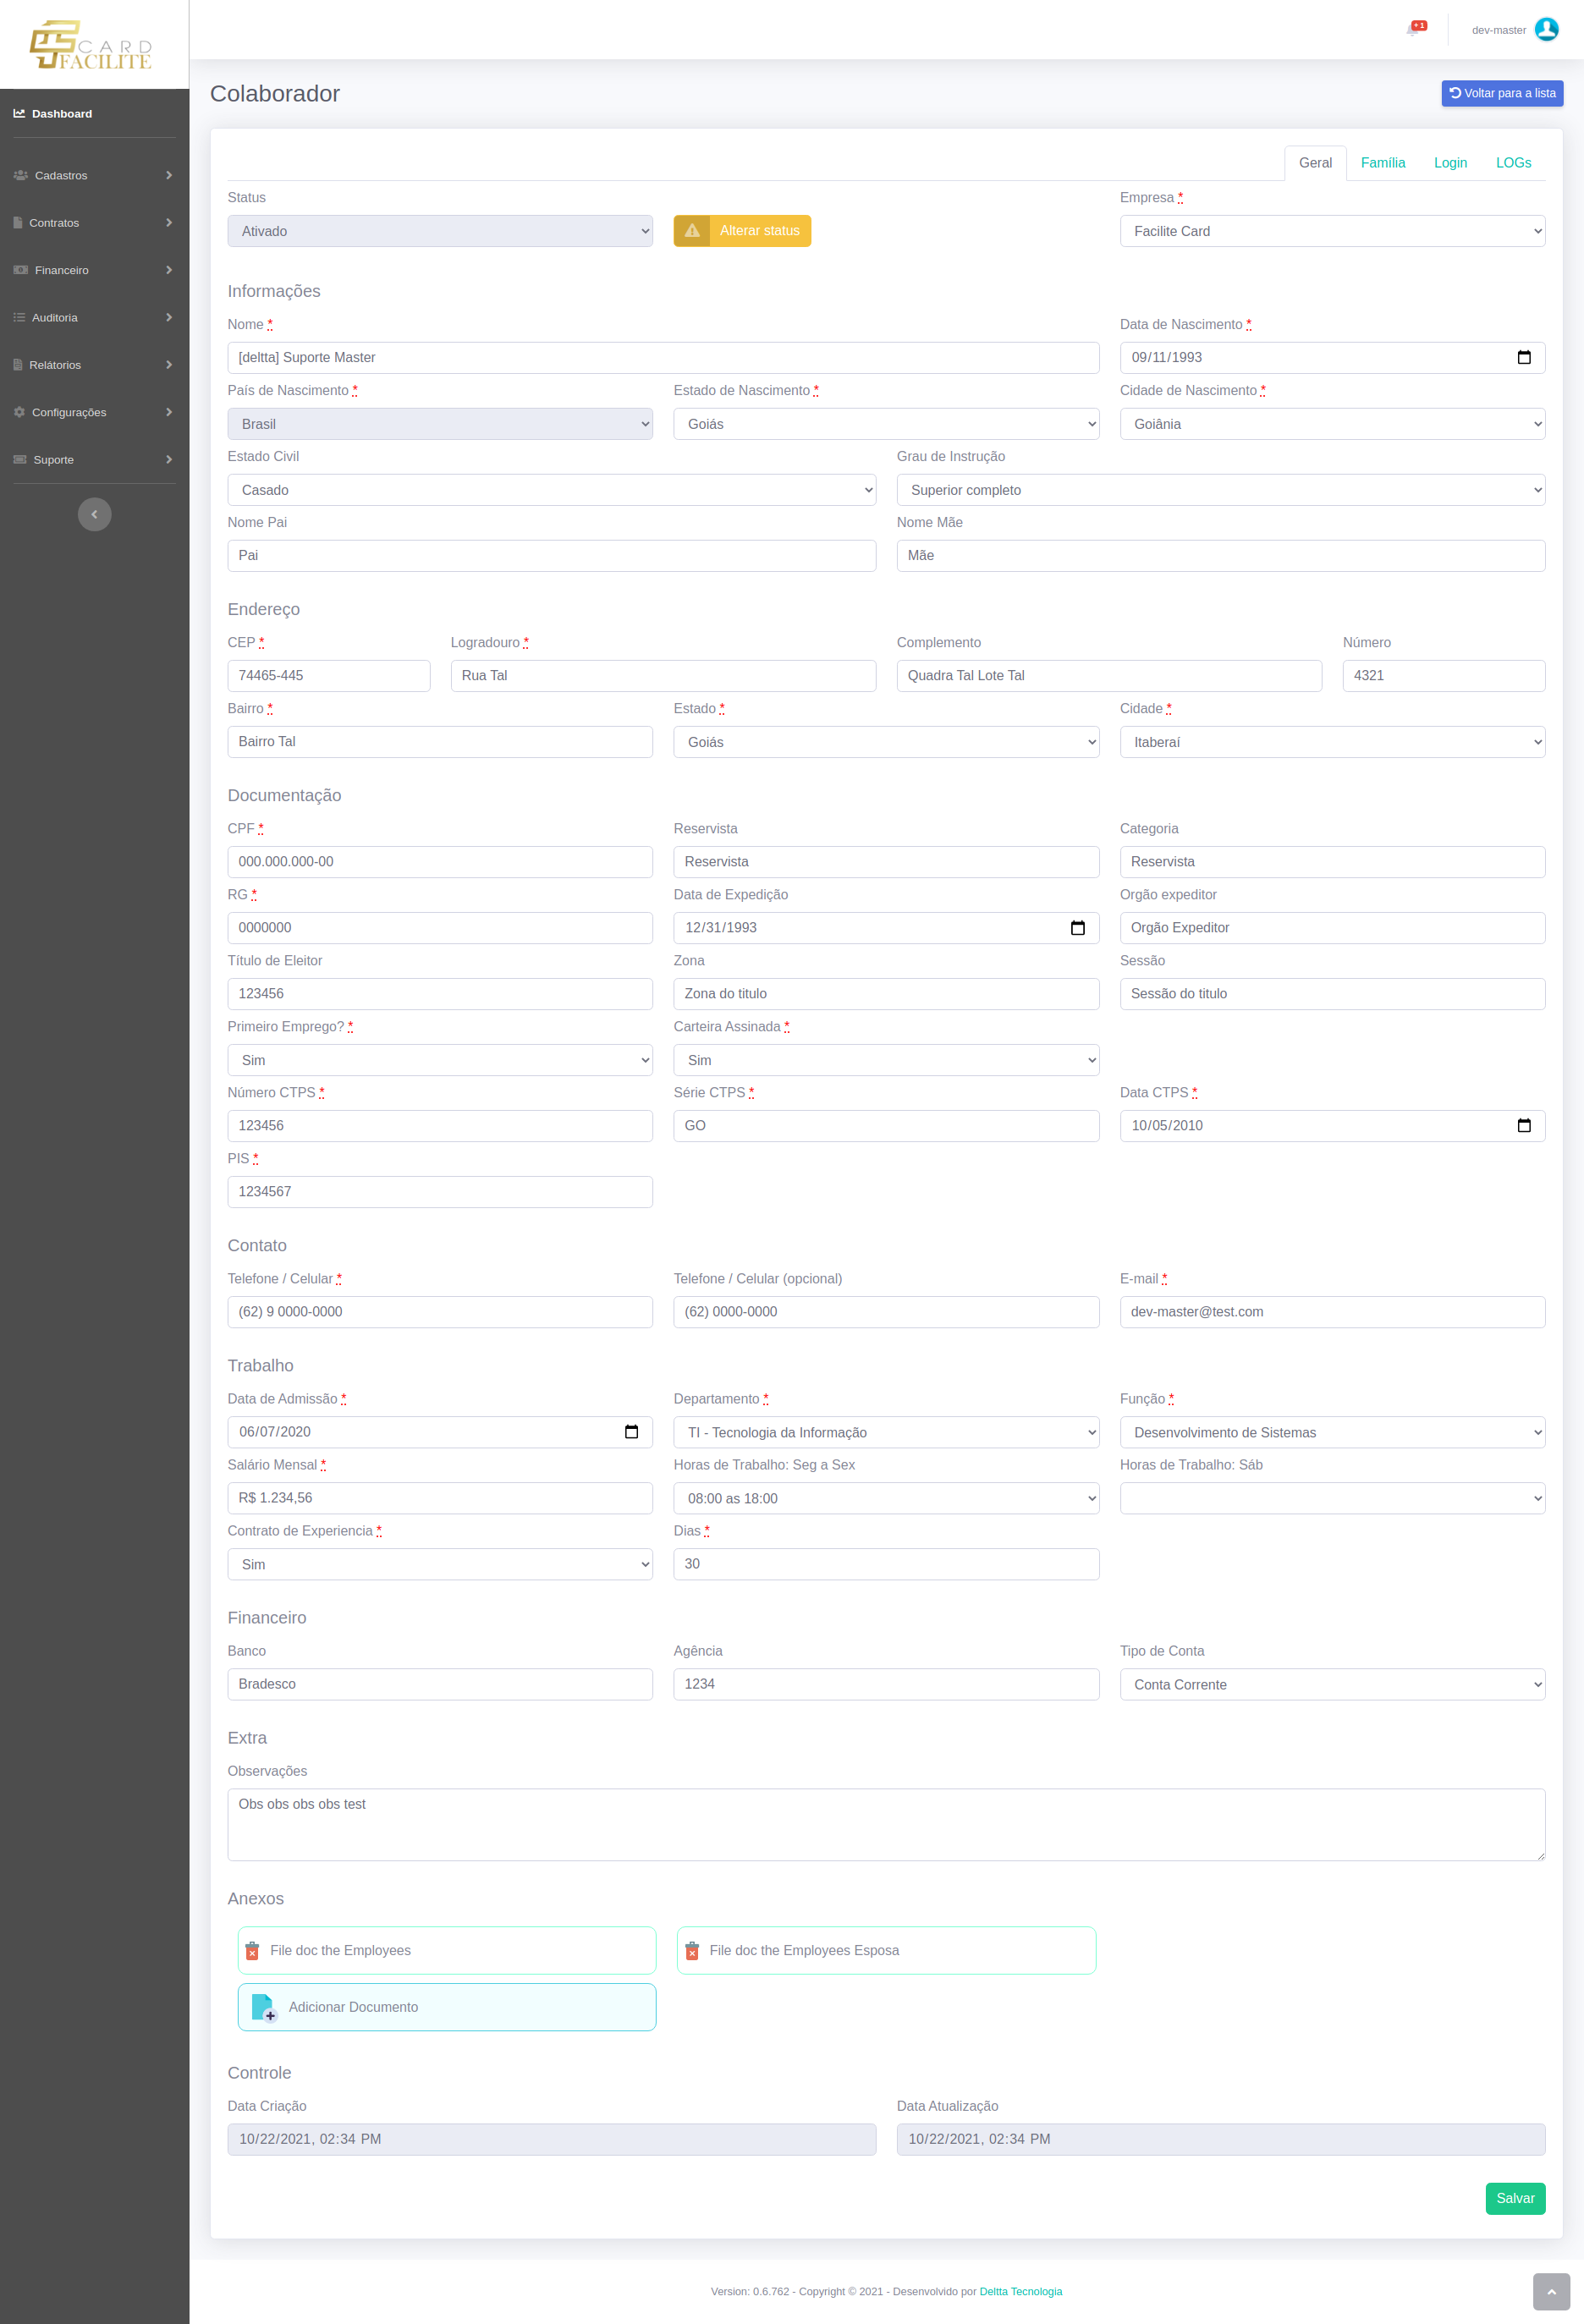 CARD
FACILITE
+ 1
dev-master
Dashboard
Cadastros
Contratos
Financeiro
Auditoria
Relátorios
Configurações
Suporte
Colaborador
Voltar para a lista
Geral Família Login LOGs
Status Empresa *
Ativado Alterar status Facilite Card
Informações
Nome * Data de Nascimento *
[deltta] Suporte Master 09/11/1993
País de Nascimento * Estado de Nascimento * Cidade de Nascimento *
Brasil Goiás Goiânia
Estado Civil Grau de Instrução
Casado Superior completo
Nome Pai Nome Mãe
Pai Mãe
Endereço
CEP * Logradouro * Complemento Número
74465-445 Rua Tal Quadra Tal Lote Tal 4321
Bairro * Estado * Cidade *
Bairro Tal Goiás Itaberaí
Documentação
CPF * Reservista Categoria
000.000.000-00 Reservista Reservista
RG * Data de Expedição Orgão expeditor
0000000 12/31/1993 Orgão Expeditor
Título de Eleitor Zona Sessão
123456 Zona do titulo Sessão do titulo
Primeiro Emprego? * Carteira Assinada *
Sim Sim
Número CTPS * Série CTPS * Data CTPS *
123456 GO 10/05/2010
PIS *
1234567
Contato
Telefone / Celular * Telefone / Celular (opcional) E-mail *
(62) 9 0000-0000 (62) 0000-0000 dev-master@test.com
Trabalho
Data de Admissão * Departamento * Função *
06/07/2020 TI - Tecnologia da Informação Desenvolvimento de Sistemas
Salário Mensal * Horas de Trabalho: Seg a Sex Horas de Trabalho: Sáb
R$ 1.234,56 08:00 as 18:00
Contrato de Experiencia * Dias *
Sim 30
Financeiro
Banco Agência Tipo de Conta
Bradesco 1234 Conta Corrente
Extra
Observações
Obs obs obs obs test
Anexos
File doc the Employees File doc the Employees Esposa
Adicionar Documento
Controle
Data Criação Data Atualização
10/22/2021, 02:34 PM 10/22/2021, 02:34 PM
Salvar
Version: 0.6.762 - Copyright © 2021 - Desenvolvido por Deltta Tecnologia